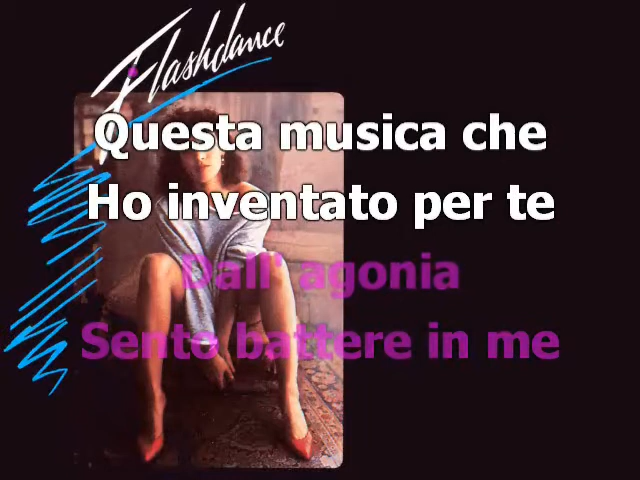 Flashdance
Questa musica che
Ho inventato per te
Dall' agonia
Sento battere in me